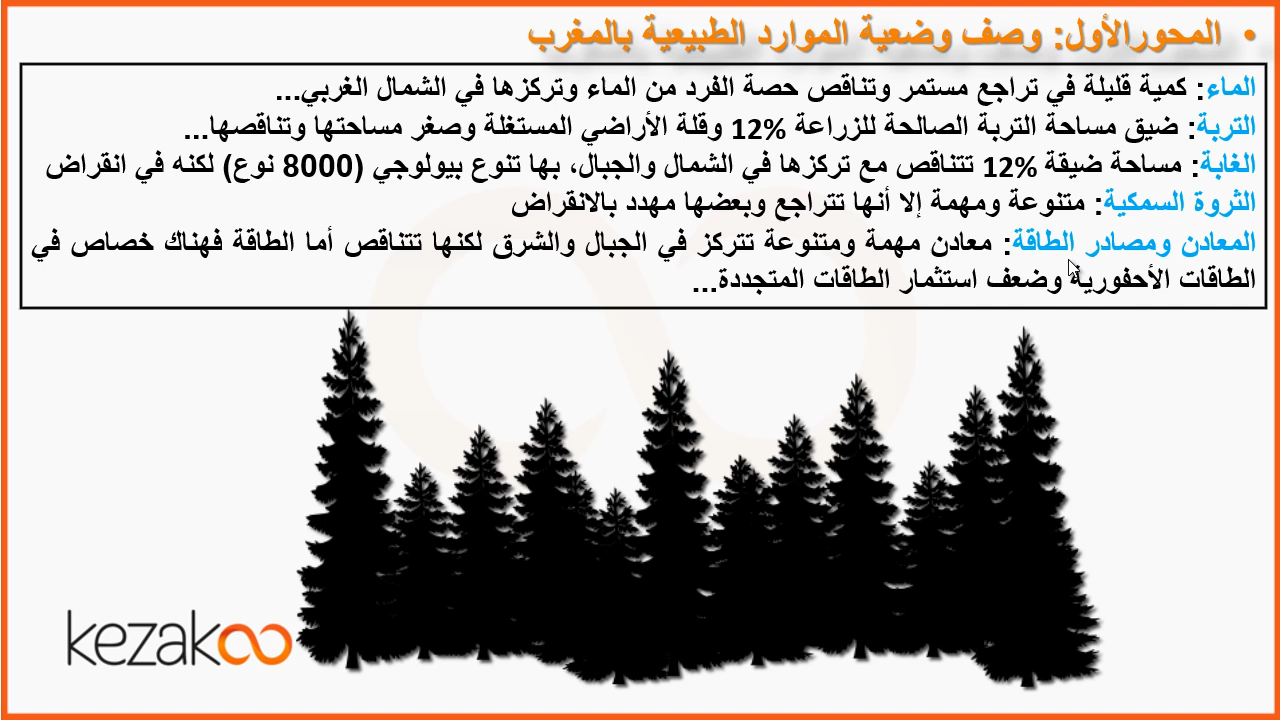 • المحورالأول: وصف وضعية الموارد الطبيعية بالمغرب
الماء: كمية قليلة في تراجع مستمر وتناقص حصة الفرد من الماء وتركزها في الشمال الغربي...
التربة: ضيق مساحة التربة الصالحة للزراعة %12 وقلة الأراضي المستغلة وصغر مساحتها وتناقصها...
الغابة: مساحة ضيقة %12 تتناقص مع تركزها في الشمال والجبال، بها تنوع بيولوجي (8000 نوع) لكنه في انقراض
الثروة السمكية: متنوعة ومهمة إلا أنها تتراجع وبعضها مهدد بالانقراض
المعادن ومصادر الطاقة: معادن مهمة ومتنوعة تتركز في الجبال والشرق لكنها تتناقص أما الطاقة فهناك خصاص في
الطاقات الأحفورية وضعف استثمار الطاقات المتجددة...
kezakoo